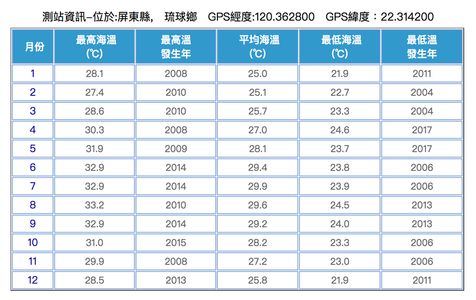 測站資訊–位於:屏東縣, 琉球鄉 GPS經度:120.362800 GPS緯度：22.314200
月份 最高海溫(℃) 最高溫發生年 平均海溫(℃) 最低海溫(℃) 最低溫發生年
1 28.1 2008 25.0 21.9 2011
2 27.4 2010 25.1 22.7 2004
3 28.6 2010 25.7 23.3 2004
4 30.3 2008 27.0 24.6 2017
5 31.9 2009 28.1 23.7 2017
6 32.9 2014 29.4 23.8 2006
7 32.9 2014 29.9 23.9 2006
8 33.2 2010 29.6 24.5 2013
9 32.9 2014 29.2 24.0 2013
10 31.0 2015 28.2 23.3 2006
11 29.9 2008 27.2 23.0 2006
12 28.5 2013 25.8 21.9 2011